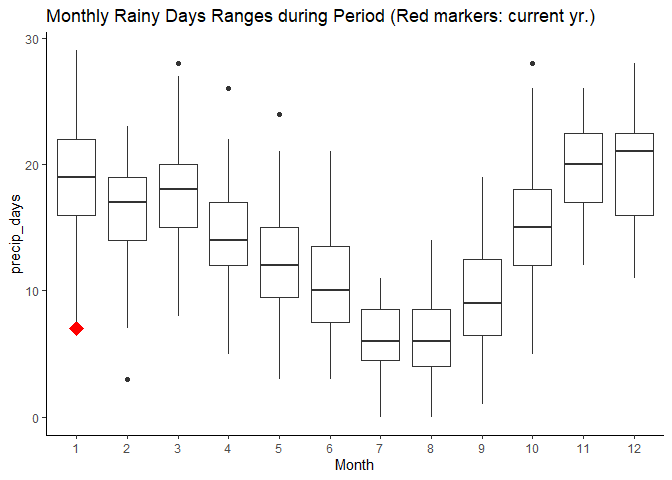 Monthly Rainy Days Ranges during Period (Red markers: current yr.)
30
20
10
0
precip_days
1 2 3 4 5 6 7 8 9 10 11 12
Month